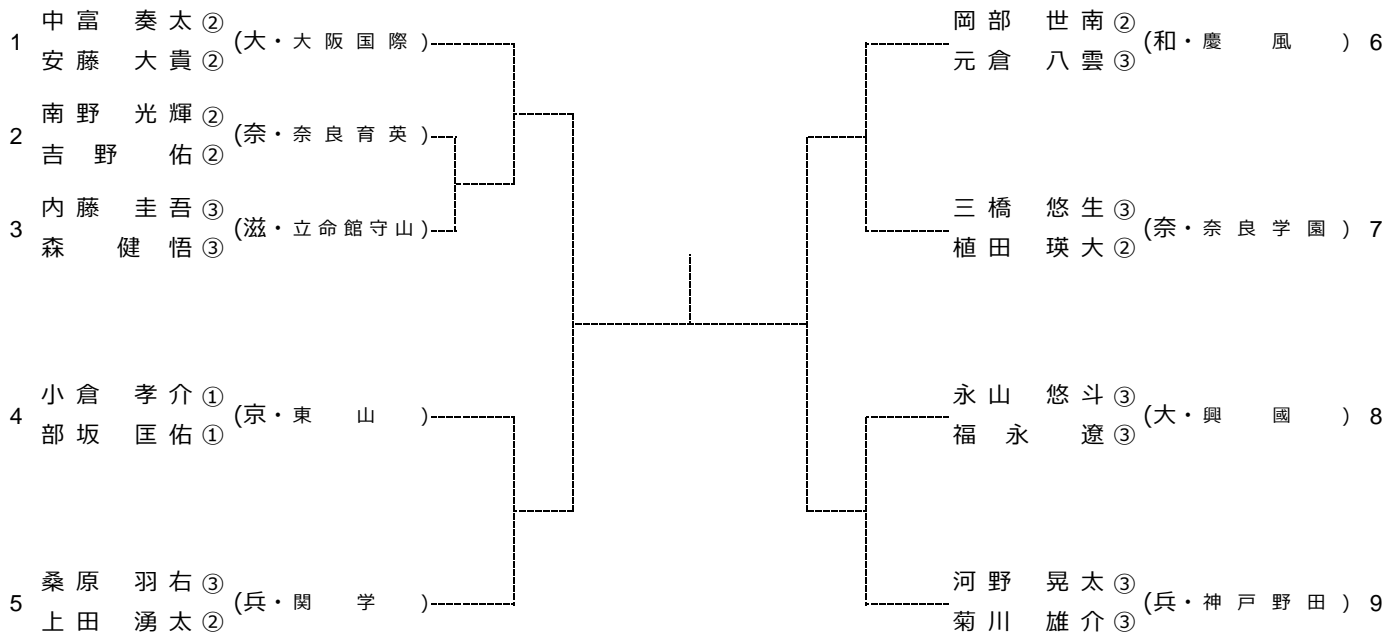 1 中富 奏太② (大・大阪国際)
安藤 大貴②
2 南野 光輝② (奈・奈良育英)
吉野 佑②
3 内藤 圭吾③ (滋・立命館守山)
森 健悟③
4 小倉 孝介① (京・東山)
部坂 匡佑①
5 桑原 羽右③ (兵・関学)
上田 湧太②
岡部 世南② (和・慶風) 6
元倉 八雲③
三橋 悠生③ (奈・奈良学園) 7
植田 瑛大②
永山 悠斗③ (大・興國) 8
福永 遼③
河野 晃太③ (兵・神戸野田) 9
菊川 雄介③